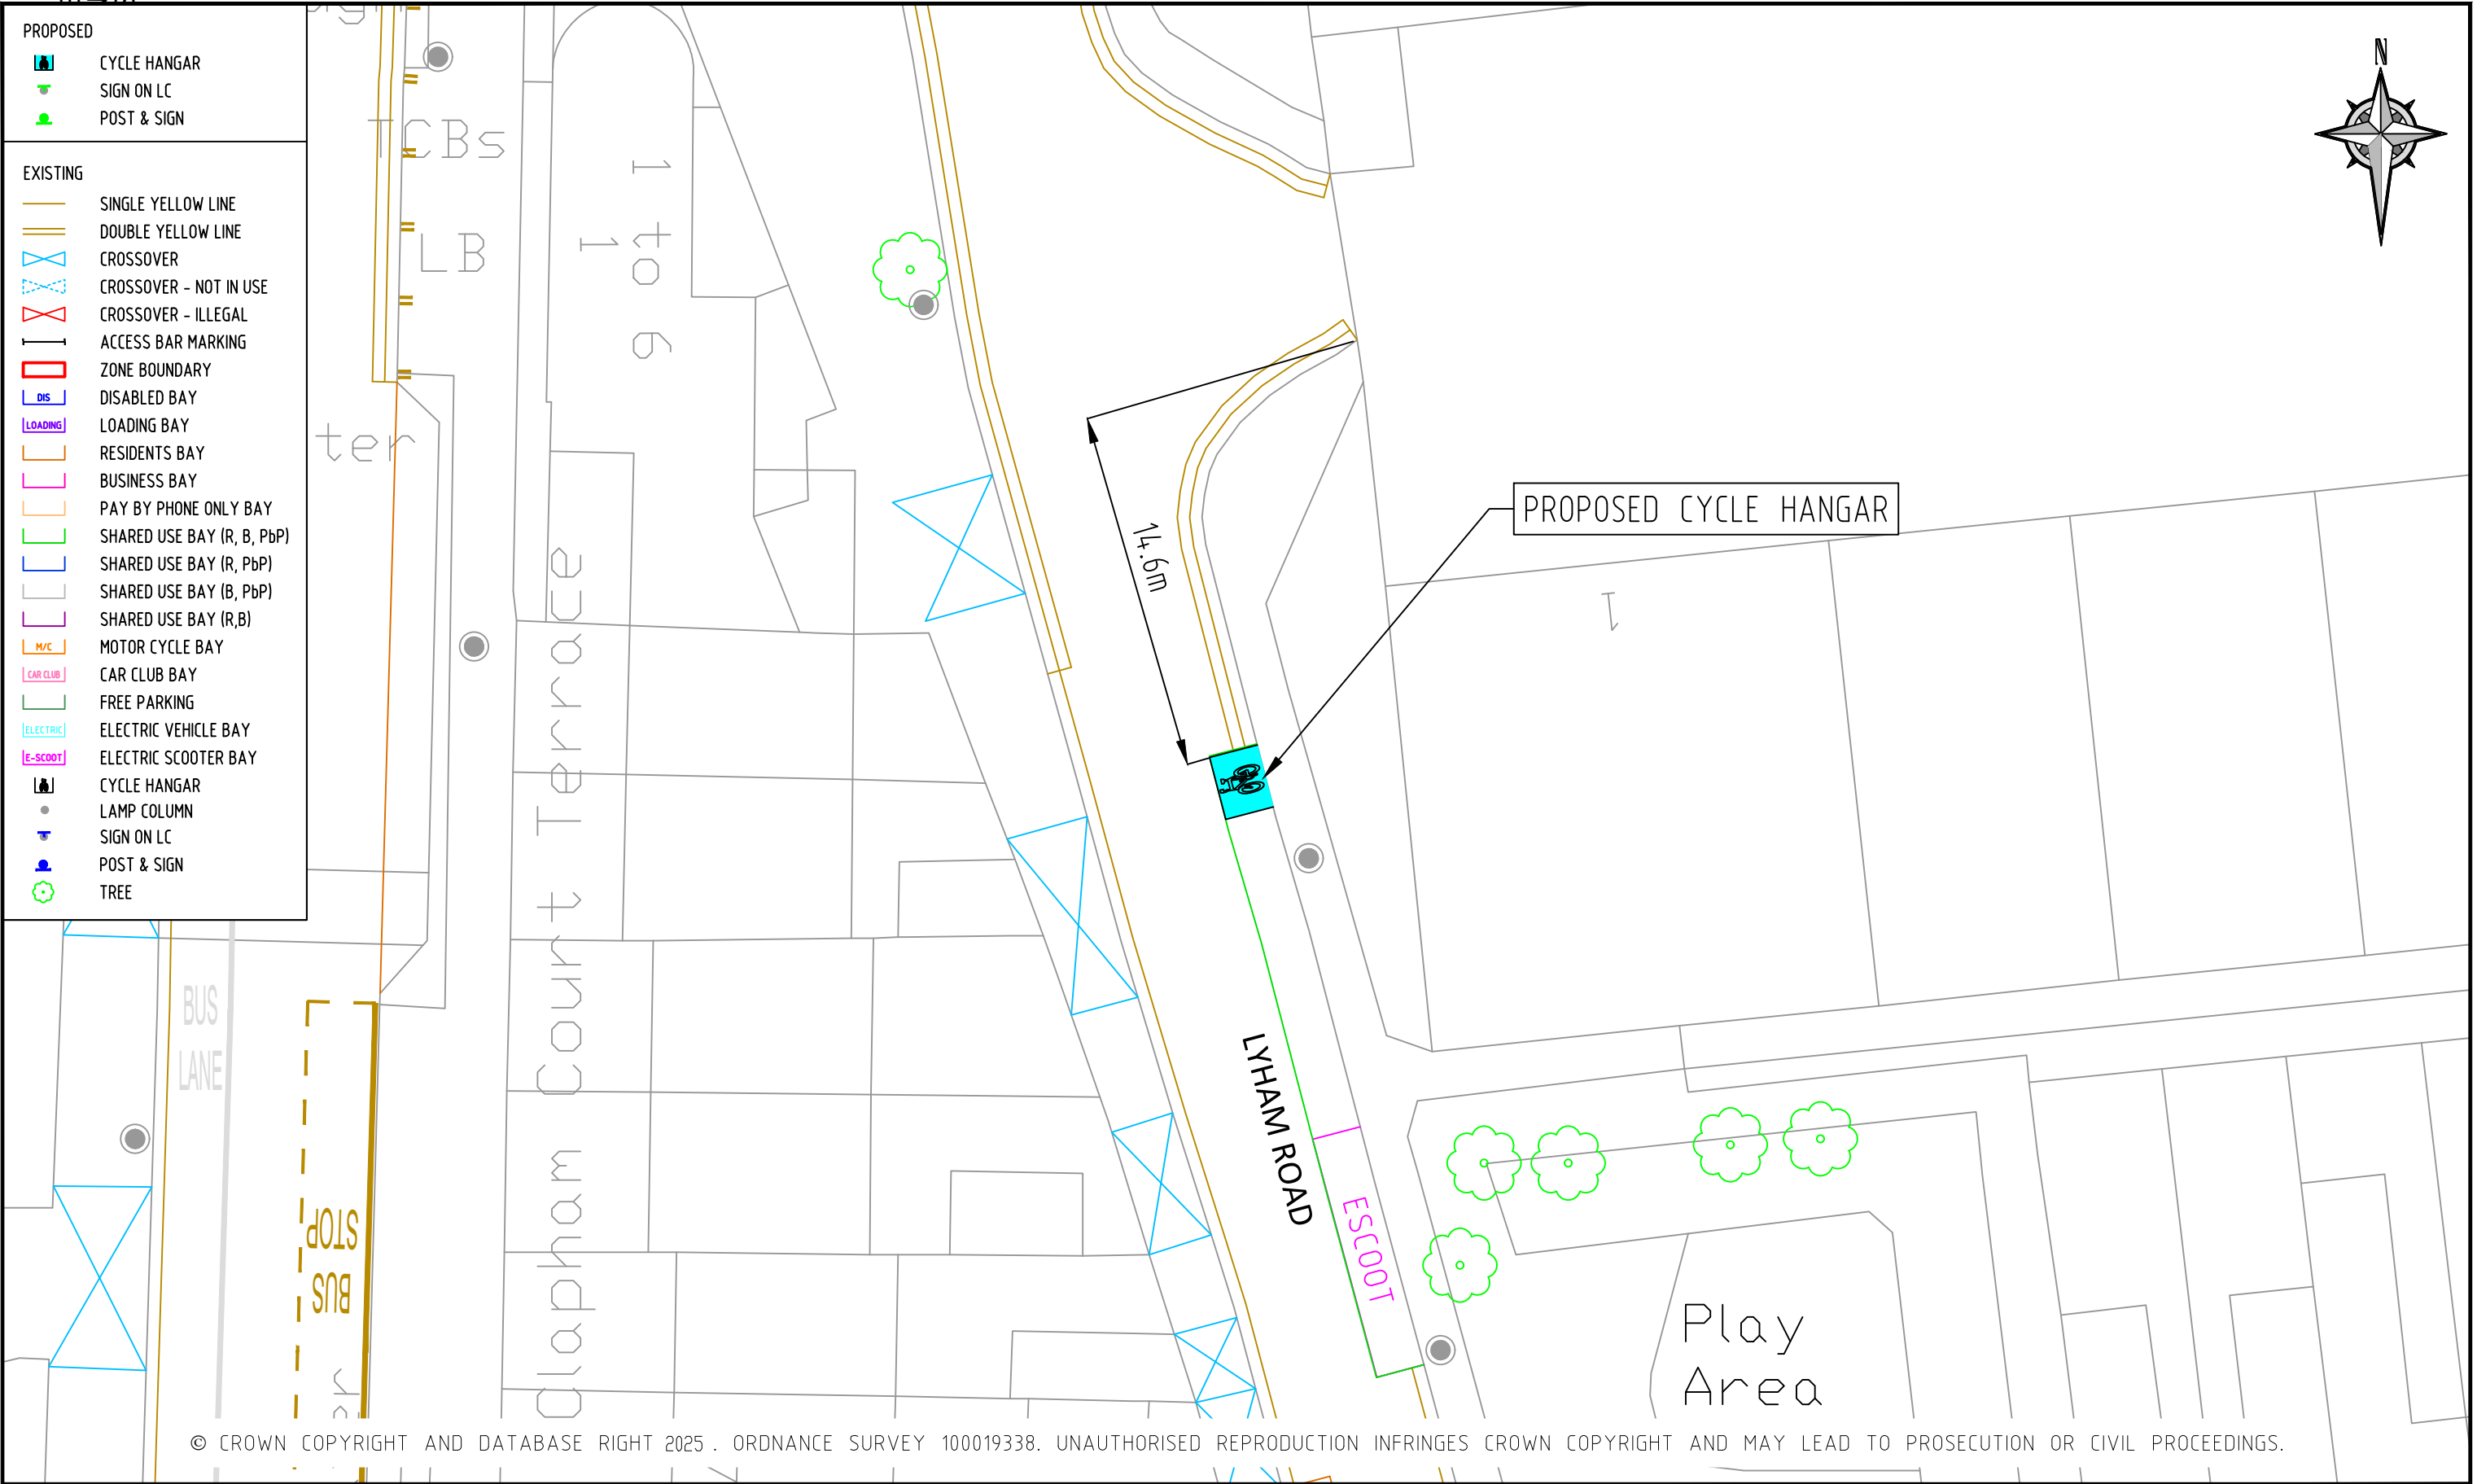 PROPOSED
CYCLE HANGAR
SIGN ON LC
POST & SIGN
EXISTING
SINGLE YELLOW LINE
DOUBLE YELLOW LINE
CROSSOVER
CROSSOVER - NOT IN USE
CROSSOVER - ILLEGAL
ACCESS BAR MARKING
ZONE BOUNDARY
DIS DISABLED BAY
LOADING LOADING BAY
RESIDENTS BAY
BUSINESS BAY
PAY BY PHONE ONLY BAY
SHARED USE BAY (R, B, PbP)
SHARED USE BAY (R, PbP)
SHARED USE BAY (B, PbP)
SHARED USE BAY (R,B)
M/C MOTOR CYCLE BAY
CAR CLUB CAR CLUB BAY
FREE PARKING
ELECTRIC ELECTRIC VEHICLE BAY
E-SCOOT ELECTRIC SCOOTER BAY
CYCLE HANGAR
LAMP COLUMN
SIGN ON LC
POST & SIGN
TREE
TCBs
LB
ter
1 to 6
1
N
14.6m
PROPOSED CYCLE HANGAR
1
Clapham Court Terrace
LYHAM ROAD
ESCOOT
BUS
LANE
BUS
STOP
Play
Area
© CROWN COPYRIGHT AND DATABASE RIGHT 2025. ORDNANCE SURVEY 100019338. UNAUTHORISED REPRODUCTION INFRINGES CROWN COPYRIGHT AND MAY LEAD TO PROSECUTION OR CIVIL PROCEEDINGS.